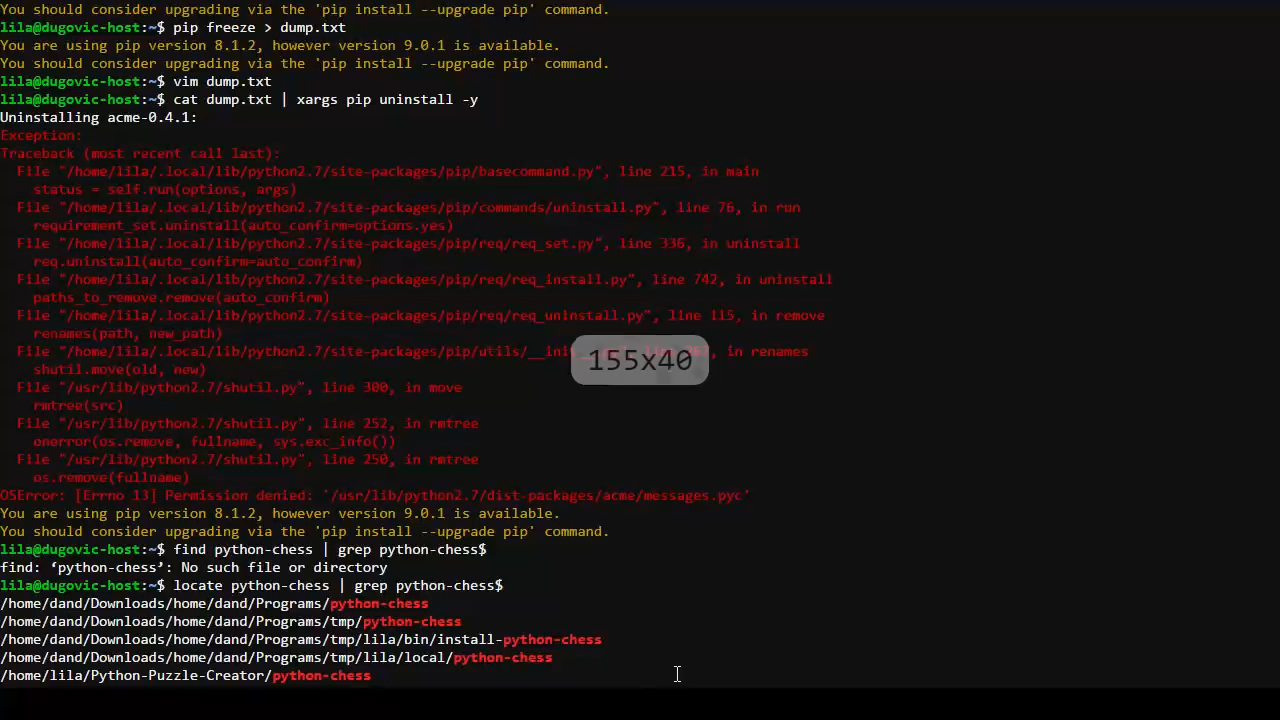 You should consider upgrading via the 'pip install --upgrade pip' command.
lila@dugovic-host:~$ pip freeze > dump.txt
You are using pip version 8.1.2, however version 9.0.1 is available.
You should consider upgrading via the 'pip install --upgrade pip' command.
lila@dugovic-host:~$ vim dump.txt
lila@dugovic-host:~$ cat dump.txt | xargs pip uninstall -y
Uninstalling acme-0.4.1:
Exception:
Traceback (most recent call last):
  File "/home/lila/.local/lib/python2.7/site-packages/pip/basecommand.py", line 215, in main
    status = self.run(options, args)
  File "/home/lila/.local/lib/python2.7/site-packages/pip/commands/uninstall.py", line 76, in run
    requirement_set.uninstall(auto_confirm=options.yes)
  File "/home/lila/.local/lib/python2.7/site-packages/pip/req/req_set.py", line 336, in uninstall
    req.uninstall(auto_confirm=auto_confirm)
  File "/home/lila/.local/lib/python2.7/site-packages/pip/req/req_install.py", line 742, in uninstall
    paths_to_remove.remove(auto_confirm)
  File "/home/lila/.local/lib/python2.7/site-packages/pip/req/req_uninstall.py", line 115, in remove
    renames(path, new_path)
  File "/home/lila/.local/lib/python2.7/site-packages/pip/utils/ in renames
155x40
    shutil.move(old, new)
  File "/usr/lib/python2.7/shutil.py", line 300, in move
    rmtree(src)
  File "/usr/lib/python2.7/shutil.py", line 252, in rmtree
    onerror(os.remove, fullname, sys.exc_info())
  File "/usr/lib/python2.7/shutil.py", line 250, in rmtree
    os.remove(fullname)
OSError: [Errno 13] Permission denied: '/usr/lib/python2.7/dist-packages/acme/messages.pyc'
You are using pip version 8.1.2, however version 9.0.1 is available.
You should consider upgrading via the 'pip install --upgrade pip' command.
lila@dugovic-host:~$ find python-chess | grep python-chess$
find: ‘python-chess’: No such file or directory
lila@dugovic-host:~$ locate python-chess | grep python-chess$
/home/dand/Downloads/home/dand/Programs/python-chess
/home/dand/Downloads/home/dand/Programs/tmp/python-chess
/home/dand/Downloads/home/dand/Programs/tmp/lila/bin/install-python-chess
/home/dand/Downloads/home/dand/Programs/tmp/lila/local/python-chess
/home/lila/Python-Puzzle-Creator/python-chess